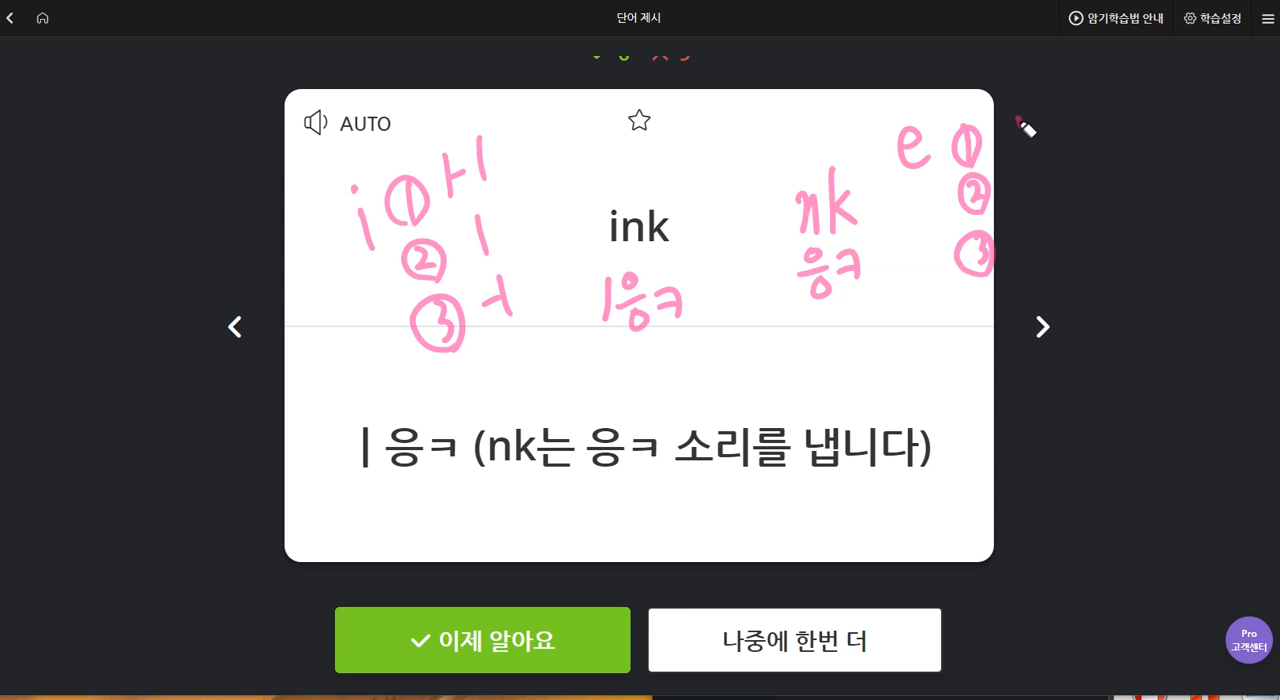 단어 제시
암기학습법 안내
학습설정
AUTO
i ① ㅏㅣ
② ㅣ
③ ㅓ
ink
ㅣ응ㅋ
nk
응ㅋ
e ①
②
③
ㅣ응ㅋ (nk는 응ㅋ 소리를 냅니다)
이제 알아요
나중에 한번 더
Pro
고객센터